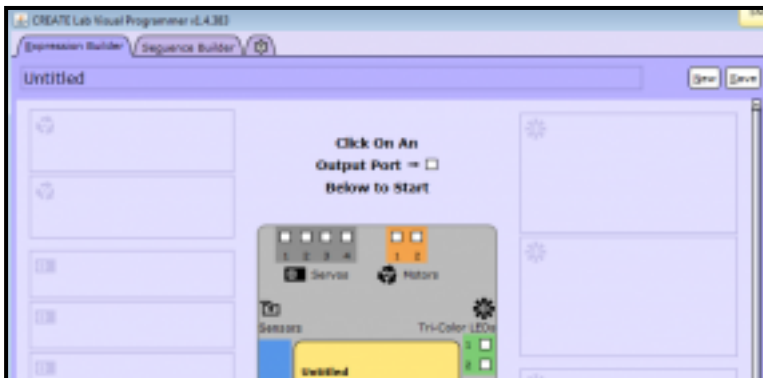 CREATE Lab Visual Programmer v1.4.383
Expression Builder
Sequence Builder
Untitled
New
Save
Click On An
Output Port → □
Below to Start
1 2 3 4
1 2
Servos
Motors
Sensors
Tri-Color LEDs
1
2
Untitled